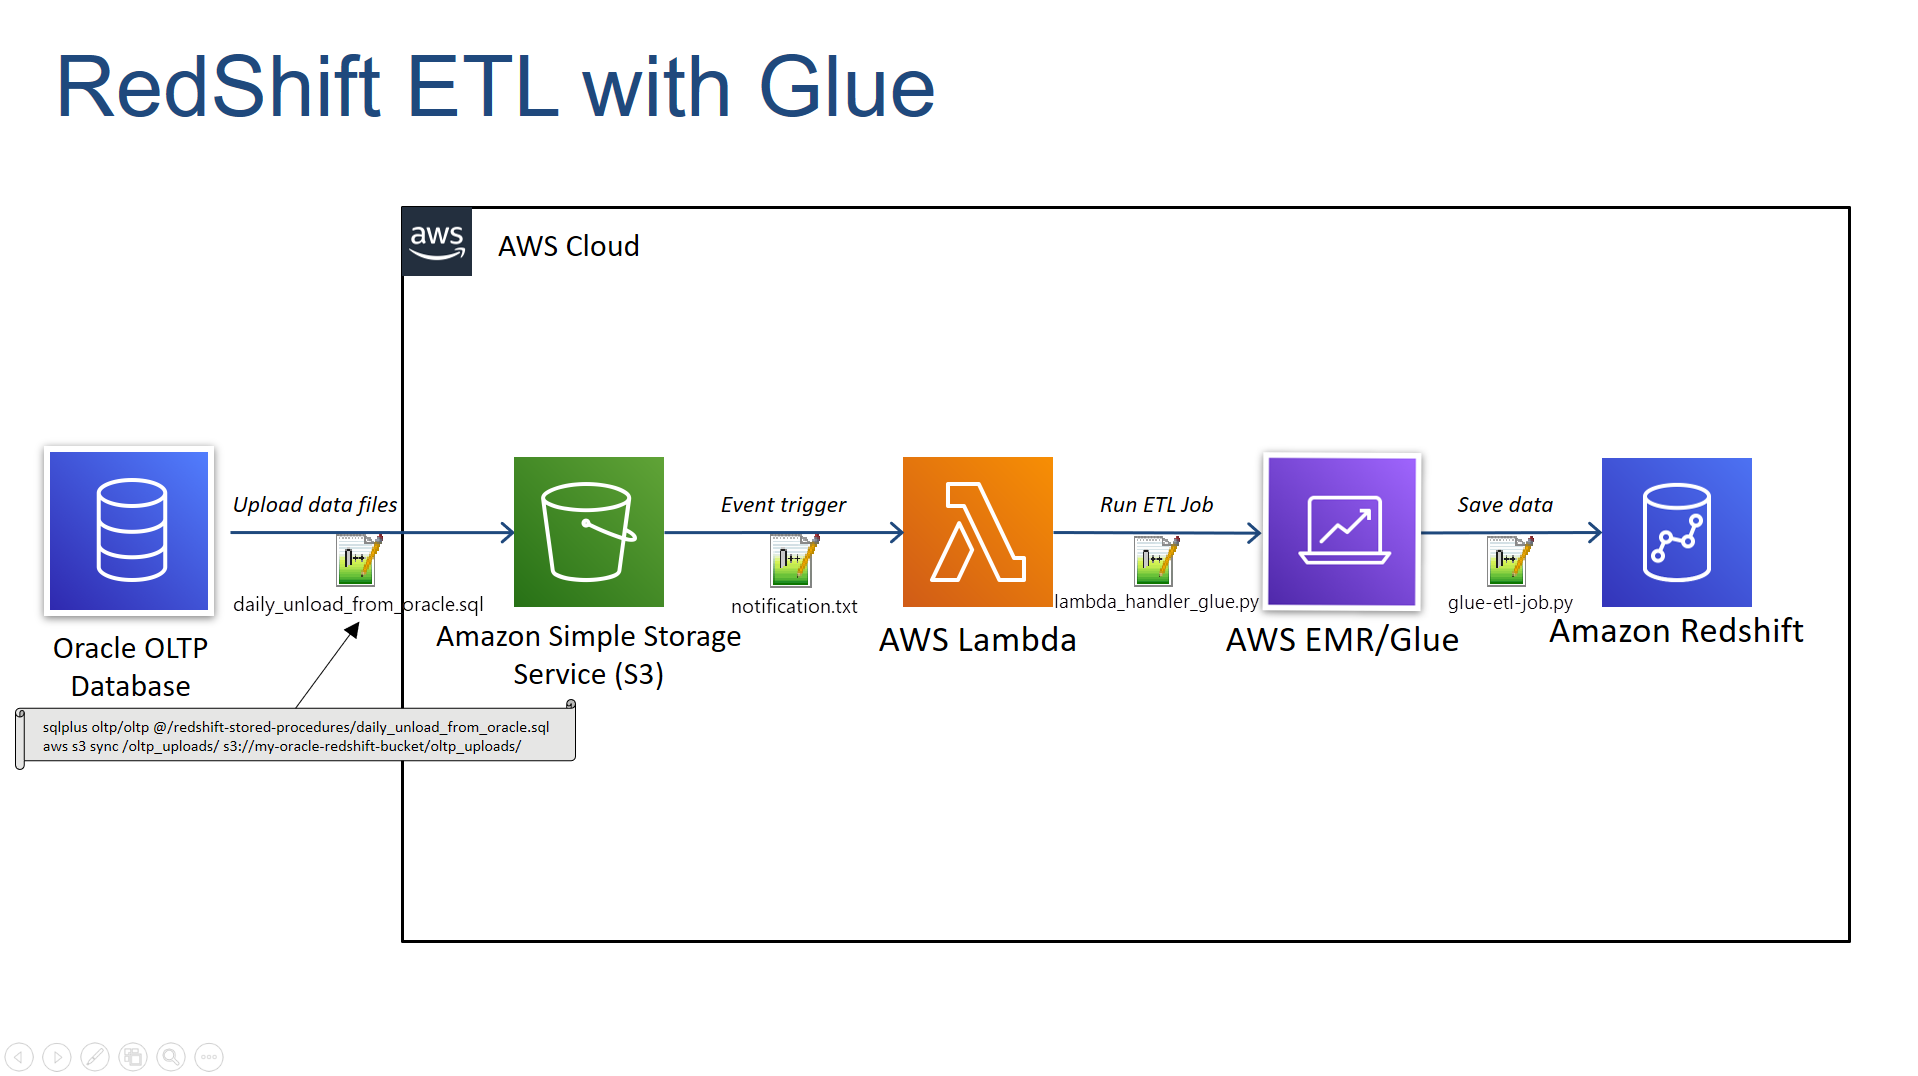 RedShift ETL with Glue
aws
AWS Cloud
Upload data files
Event trigger
Run ETL Job
Save data
daily_unload_from_oracle.sql
notification.txt
lambda_handler_glue.py
glue-etl-job.py
Oracle OLTP
Database
Amazon Simple Storage
Service (S3)
AWS Lambda
AWS EMR/Glue
Amazon Redshift
sqlplus oltp/oltp @/redshift-stored-procedures/daily_unload_from_oracle.sql
aws s3 sync /oltp_uploads/ s3://my-oracle-redshift-bucket/oltp_uploads/